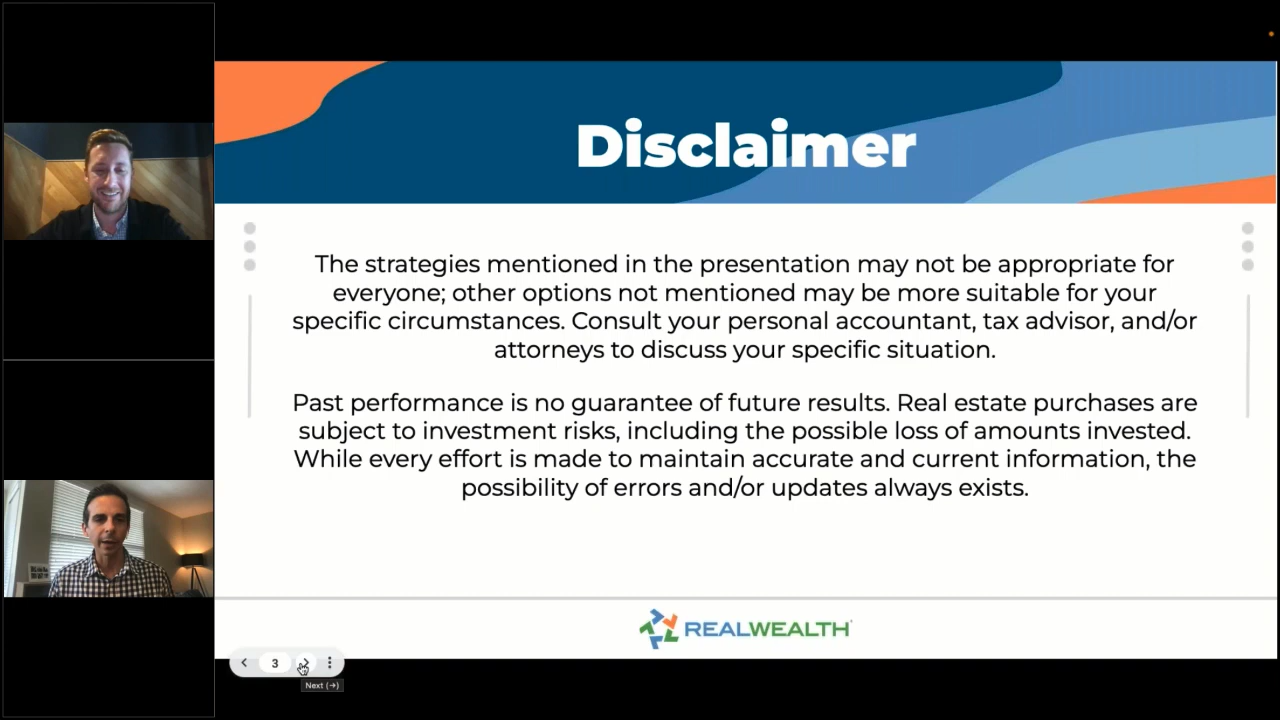 Disclaimer
The strategies mentioned in the presentation may not be appropriate for
everyone; other options not mentioned may be more suitable for your
specific circumstances. Consult your personal accountant, tax advisor, and/or
attorneys to discuss your specific situation.
Past performance is no guarantee of future results. Real estate purchases are
subject to investment risks, including the possible loss of amounts invested.
While every effort is made to maintain accurate and current information, the
possibility of errors and/or updates always exists.
REALWEALTH
3
Next (→)